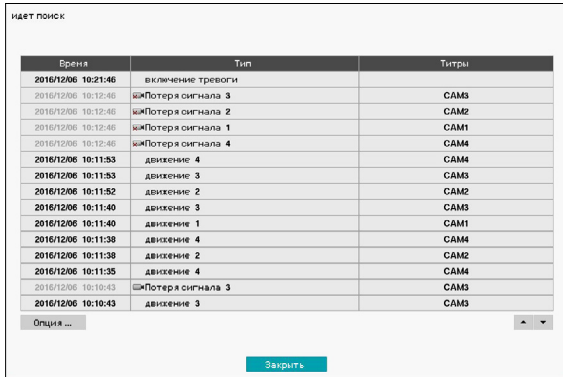 идет поиск
Время Тип Титры
2016/12/06 10:21:46 включение тревоги
2016/12/06 10:12:46 Потеря сигнала 3 CAM3
2016/12/06 10:12:46 Потеря сигнала 2 CAM2
2016/12/06 10:12:46 Потеря сигнала 1 CAM1
2016/12/06 10:12:46 Потеря сигнала 4 CAM4
2016/12/06 10:11:53 движение 4 CAM4
2016/12/06 10:11:53 движение 3 CAM3
2016/12/06 10:11:52 движение 2 CAM2
2016/12/06 10:11:40 движение 3 CAM3
2016/12/06 10:11:40 движение 1 CAM1
2016/12/06 10:11:38 движение 4 CAM4
2016/12/06 10:11:38 движение 2 CAM2
2016/12/06 10:11:35 движение 4 CAM4
2016/12/06 10:10:43 Потеря сигнала 3 CAM3
2016/12/06 10:10:43 движение 3 CAM3
Опция ...
Закрыть